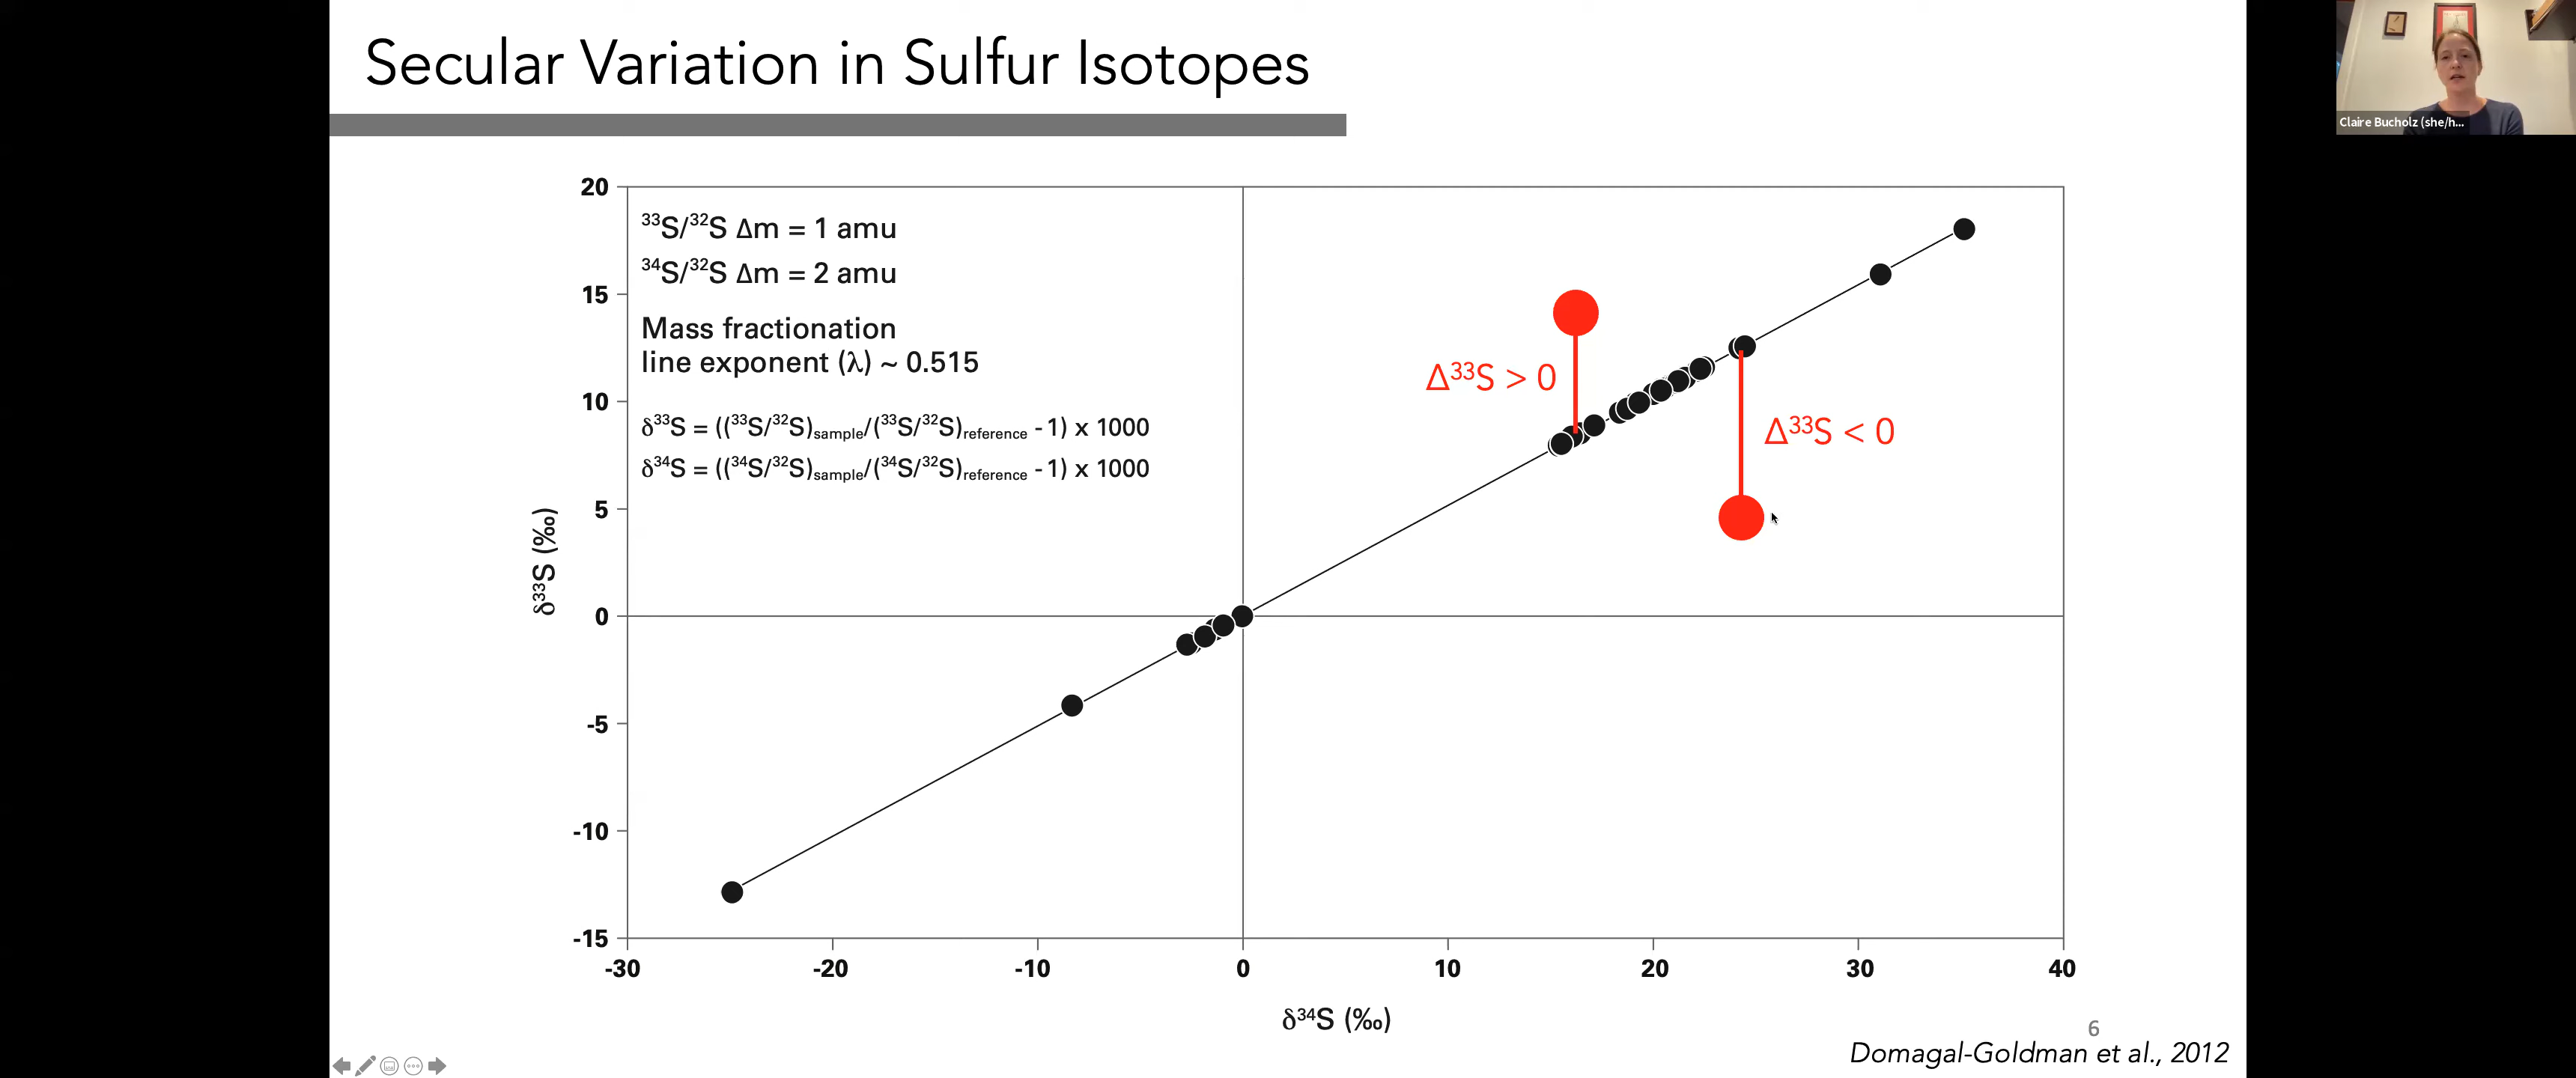 Secular Variation in Sulfur Isotopes
Claire Bucholz (she/h...
20
15
10
5
0
-5
-10
-15
³³S/³²S Δm = 1 amu
³⁴S/³²S Δm = 2 amu
Mass fractionation
line exponent (λ) ~ 0.515
δ³³S = ((³³S/³²S)sample/(³³S/³²S)reference - 1) x 1000
δ³⁴S = ((³⁴S/³²S)sample/(³⁴S/³²S)reference - 1) x 1000
Δ³³S > 0
Δ³³S < 0
δ³³S (‰)
-30 -20 -10 0 10 20 30 40
δ³⁴S (‰)
6
Domagal-Goldman et al., 2012